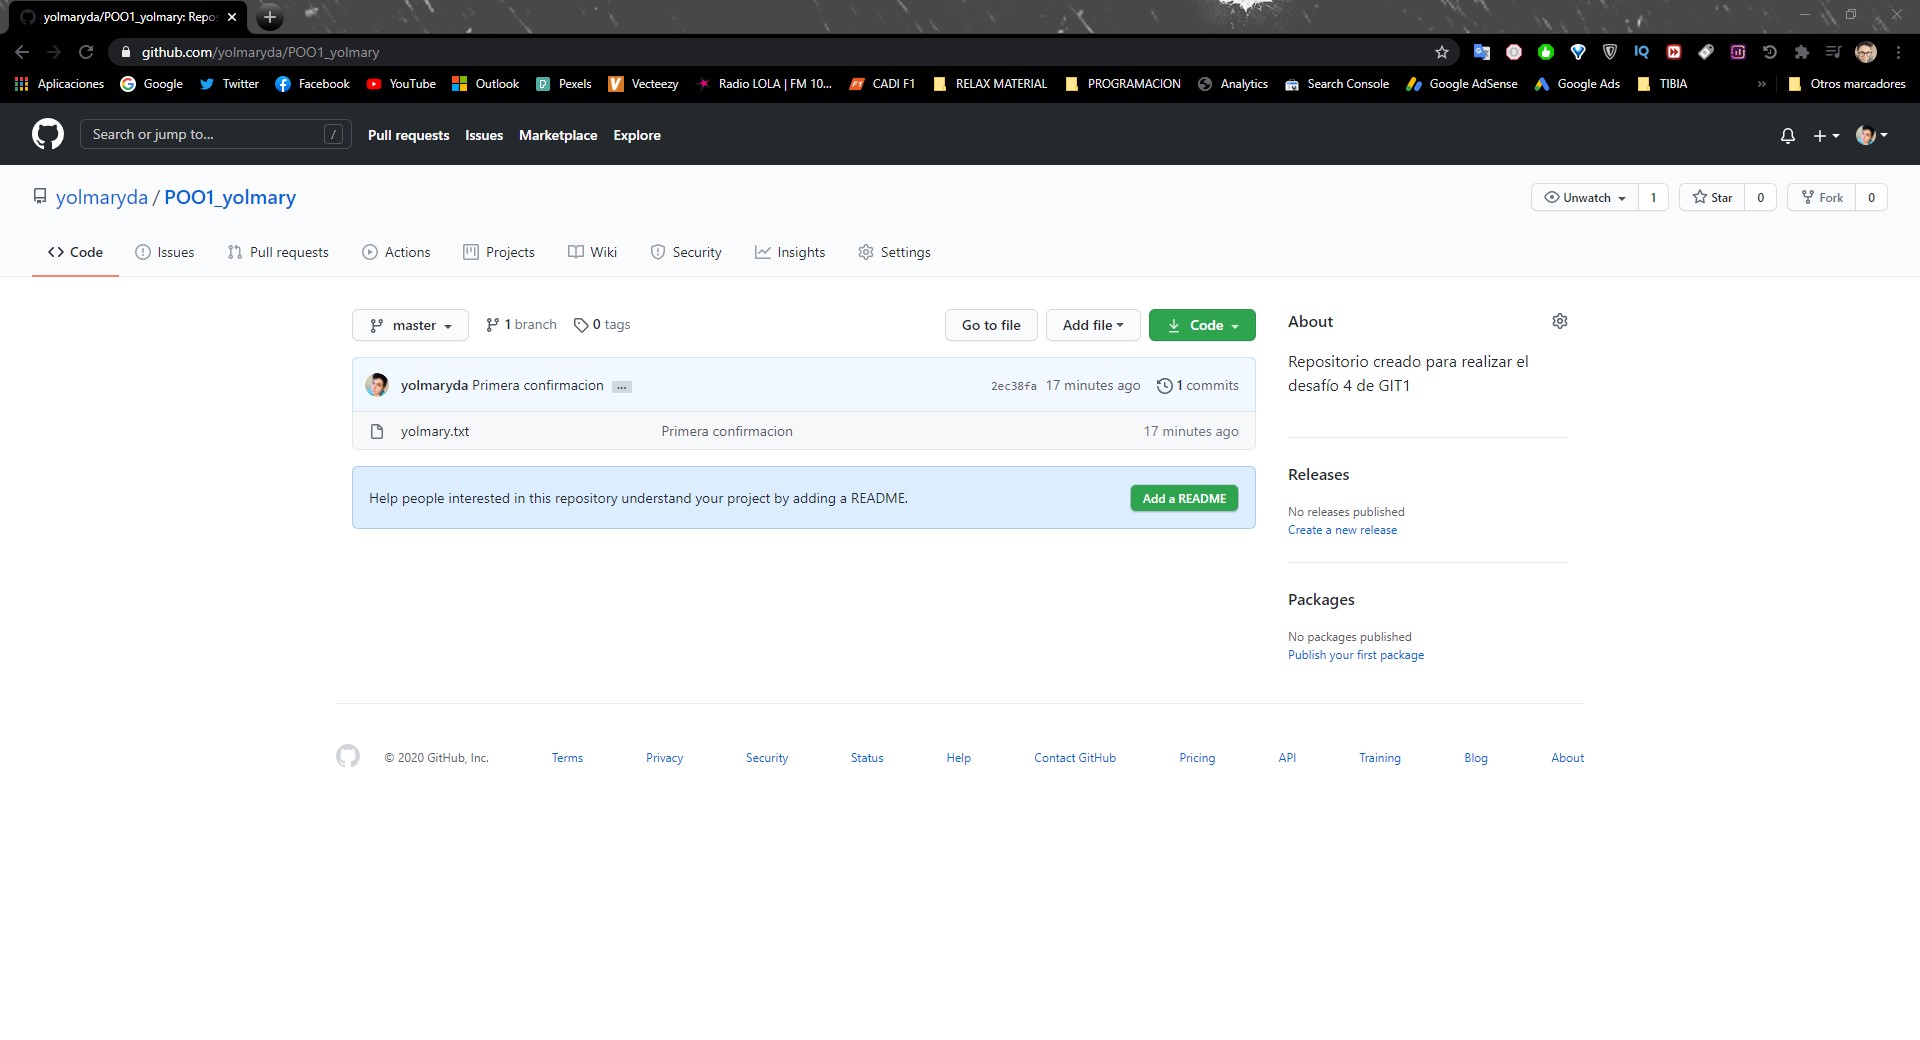 yolmaryda/POO1_yolmary: Repos
github.com/yolmaryda/POO1_yolmary
Aplicaciones Google Twitter Facebook YouTube Outlook Pexels Vecteezy Radio LOLA | FM 10... CADI F1 RELAX MATERIAL PROGRAMACION Analytics Search Console Google AdSense Google Ads TIBIA » Otros marcadores
Search or jump to... / Pull requests Issues Marketplace Explore
yolmaryda / POO1_yolmary Unwatch 1 Star 0 Fork 0
Code Issues Pull requests Actions Projects Wiki Security Insights Settings
master 1 branch 0 tags Go to file Add file Code
yolmaryda Primera confirmacion ... 2ec38fa 17 minutes ago 1 commits
yolmary.txt Primera confirmacion 17 minutes ago
Help people interested in this repository understand your project by adding a README. Add a README
About
Repositorio creado para realizar el
desafío 4 de GIT1
Releases
No releases published
Create a new release
Packages
No packages published
Publish your first package
© 2020 GitHub, Inc. Terms Privacy Security Status Help Contact GitHub Pricing API Training Blog About